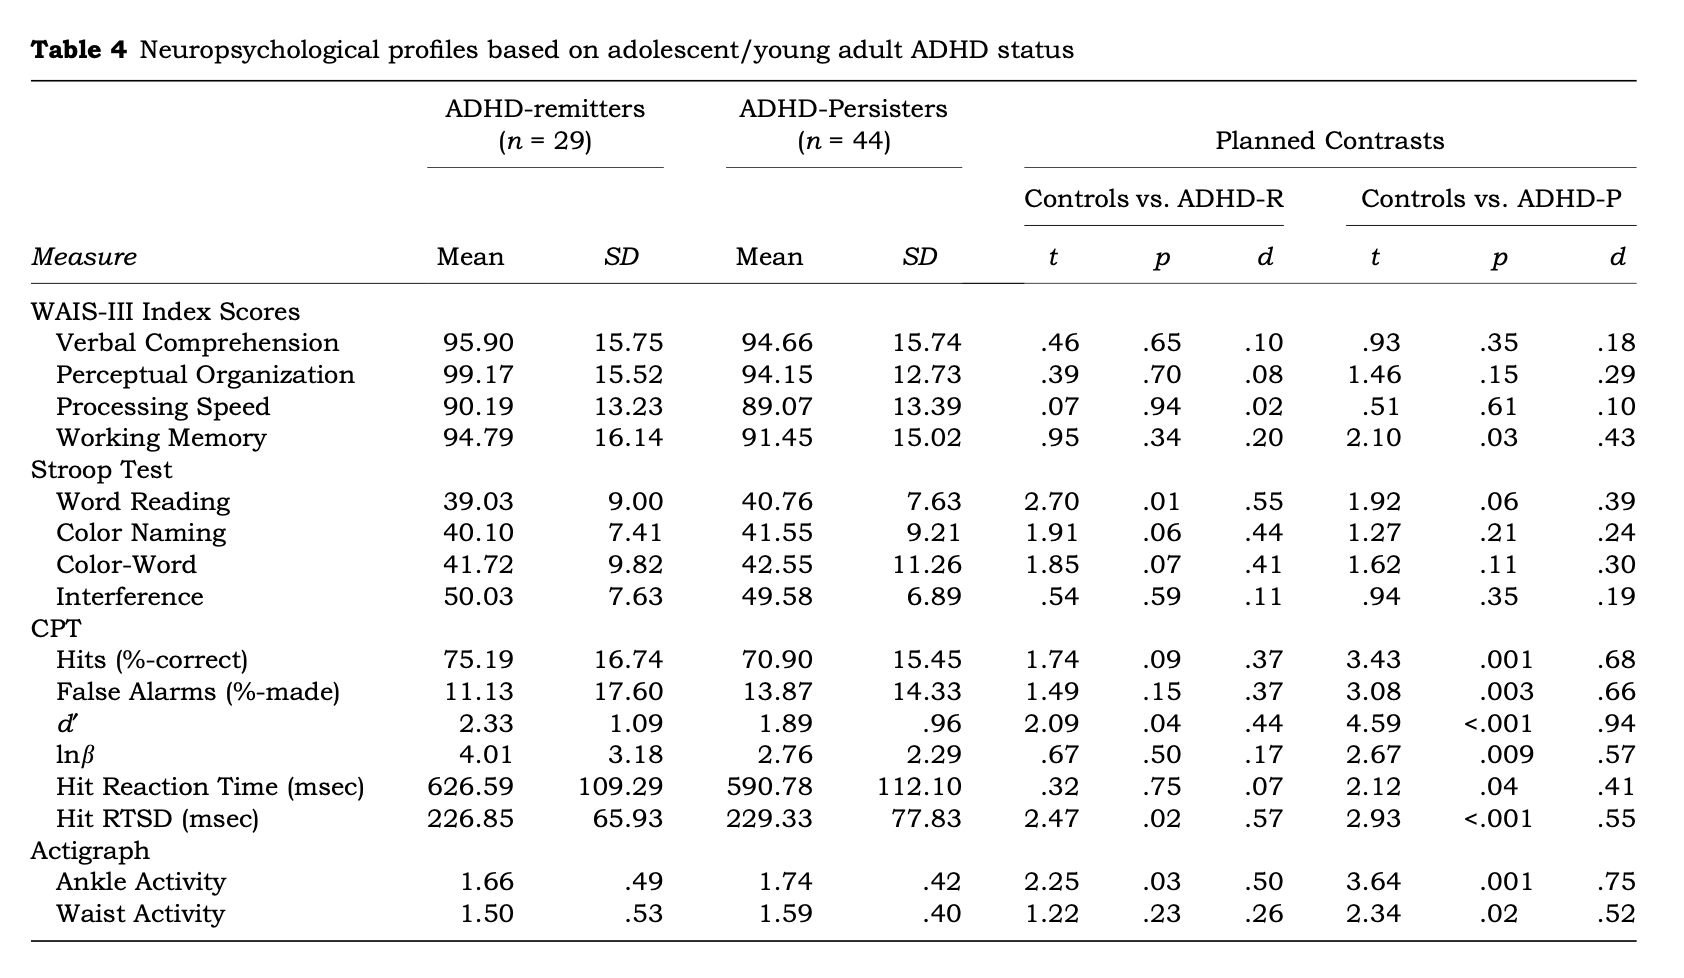 Table 4 Neuropsychological profiles based on adolescent/young adult ADHD status
ADHD-remitters ADHD-Persisters
(n = 29) (n = 44) Planned Contrasts
Controls vs. ADHD-R Controls vs. ADHD-P
Measure Mean SD Mean SD t p d t p d
WAIS-III Index Scores
Verbal Comprehension 95.90 15.75 94.66 15.74 .46 .65 .10 .93 .35 .18
Perceptual Organization 99.17 15.52 94.15 12.73 .39 .70 .08 1.46 .15 .29
Processing Speed 90.19 13.23 89.07 13.39 .07 .94 .02 .51 .61 .10
Working Memory 94.79 16.14 91.45 15.02 .95 .34 .20 2.10 .03 .43
Stroop Test
Word Reading 39.03 9.00 40.76 7.63 2.70 .01 .55 1.92 .06 .39
Color Naming 40.10 7.41 41.55 9.21 1.91 .06 .44 1.27 .21 .24
Color-Word 41.72 9.82 42.55 11.26 1.85 .07 .41 1.62 .11 .30
Interference 50.03 7.63 49.58 6.89 .54 .59 .11 .94 .35 .19
CPT
Hits (%-correct) 75.19 16.74 70.90 15.45 1.74 .09 .37 3.43 .001 .68
False Alarms (%-made) 11.13 17.60 13.87 14.33 1.49 .15 .37 3.08 .003 .66
d′ 2.33 1.09 1.89 .96 2.09 .04 .44 4.59 <.001 .94
lnβ 4.01 3.18 2.76 2.29 .67 .50 .17 2.67 .009 .57
Hit Reaction Time (msec) 626.59 109.29 590.78 112.10 .32 .75 .07 2.12 .04 .41
Hit RTSD (msec) 226.85 65.93 229.33 77.83 2.47 .02 .57 2.93 <.001 .55
Actigraph
Ankle Activity 1.66 .49 1.74 .42 2.25 .03 .50 3.64 .001 .75
Waist Activity 1.50 .53 1.59 .40 1.22 .23 .26 2.34 .02 .52